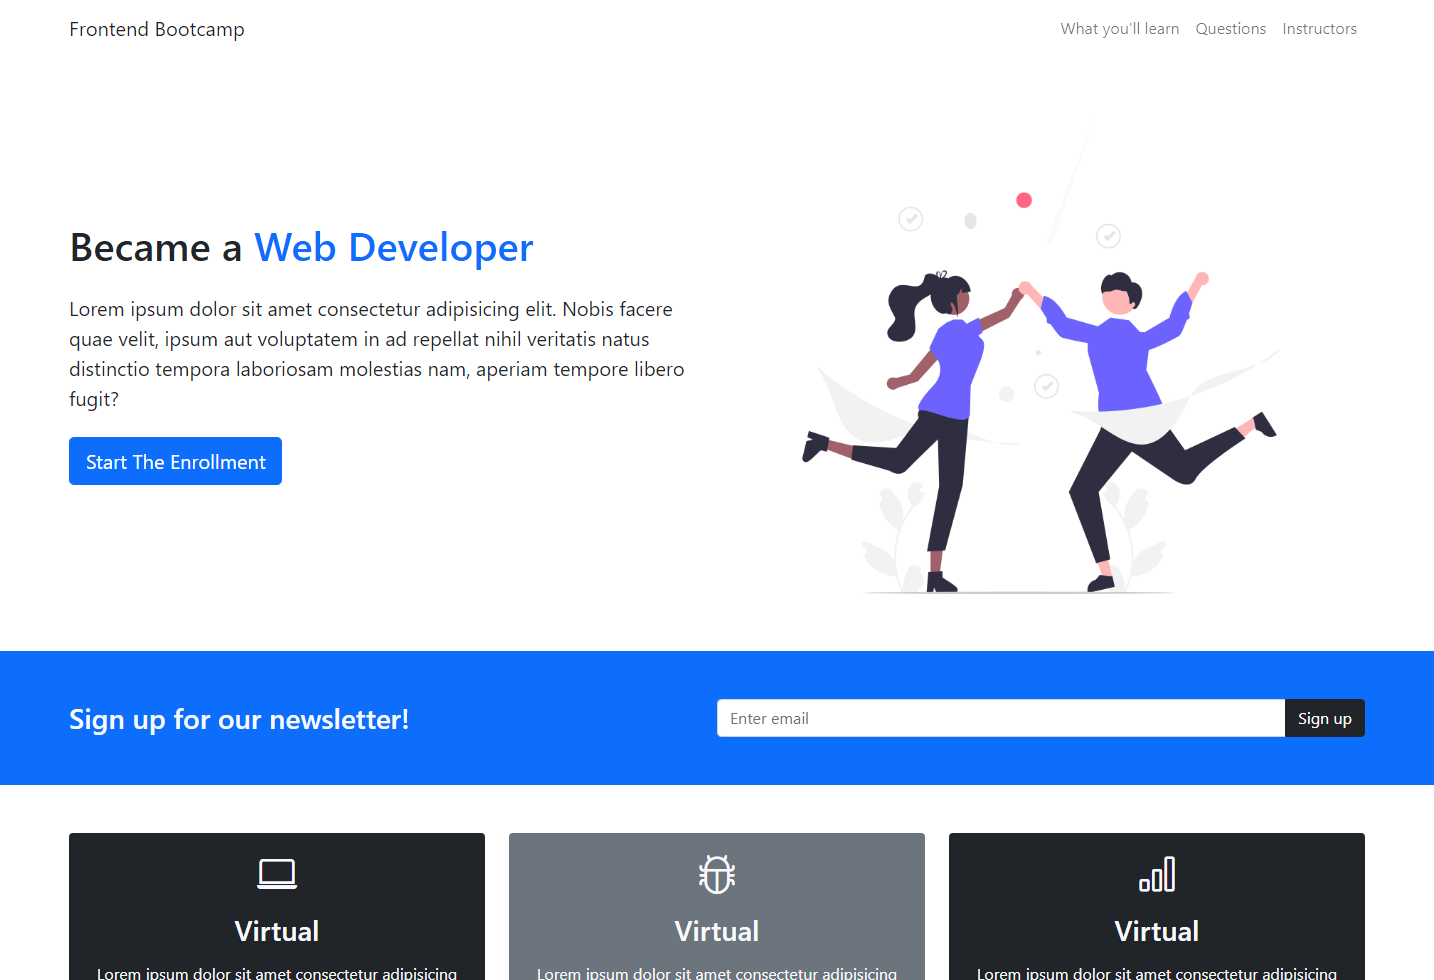 Frontend Bootcamp
What you'll learn Questions Instructors
Became a Web Developer
Lorem ipsum dolor sit amet consectetur adipisicing elit. Nobis facere
quae velit, ipsum aut voluptatem in ad repellat nihil veritatis natus
distinctio tempora laboriosam molestias nam, aperiam tempore libero
fugit?
Start The Enrollment
Sign up for our newsletter!
Enter email
Sign up
Virtual
Lorem ipsum dolor sit amet consectetur adipisicing
Virtual
Lorem ipsum dolor sit amet consectetur adipisicing
Virtual
Lorem ipsum dolor sit amet consectetur adipisicing